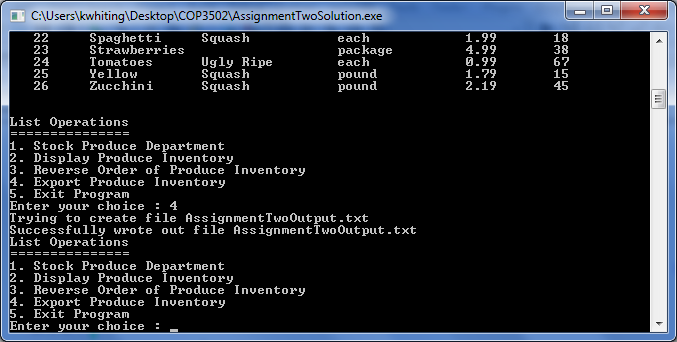 C:\Users\kwhiting\Desktop\COP3502\AssignmentTwoSolution.exe
22 Spaghetti Squash each 1.99 18
23 Strawberries package 4.99 38
24 Tomatoes Ugly Ripe each 0.99 67
25 Yellow Squash pound 1.79 15
26 Zucchini Squash pound 2.19 45
List Operations
===============
1. Stock Produce Department
2. Display Produce Inventory
3. Reverse Order of Produce Inventory
4. Export Produce Inventory
5. Exit Program
Enter your choice : 4
Trying to create file AssignmentTwoOutput.txt
Successfully wrote out file AssignmentTwoOutput.txt
List Operations
===============
1. Stock Produce Department
2. Display Produce Inventory
3. Reverse Order of Produce Inventory
4. Export Produce Inventory
5. Exit Program
Enter your choice : _